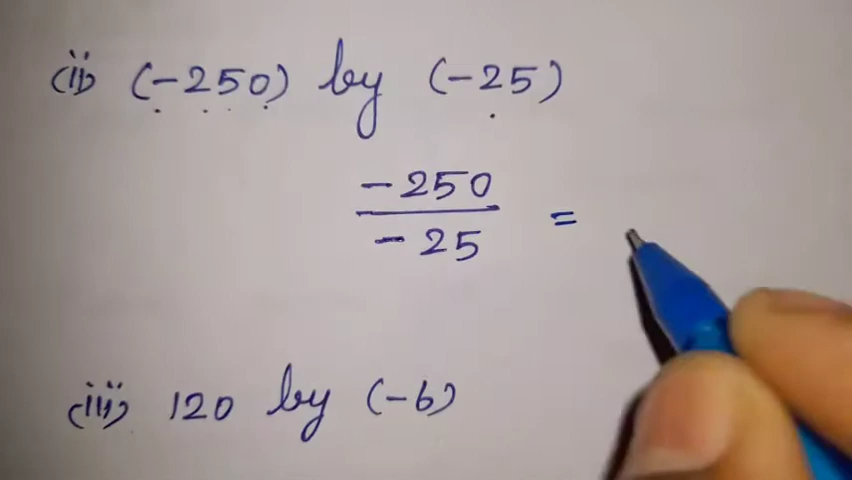 (ii) (-250) by (-25)
-250
-25 =
(iii) 120 by (-6)